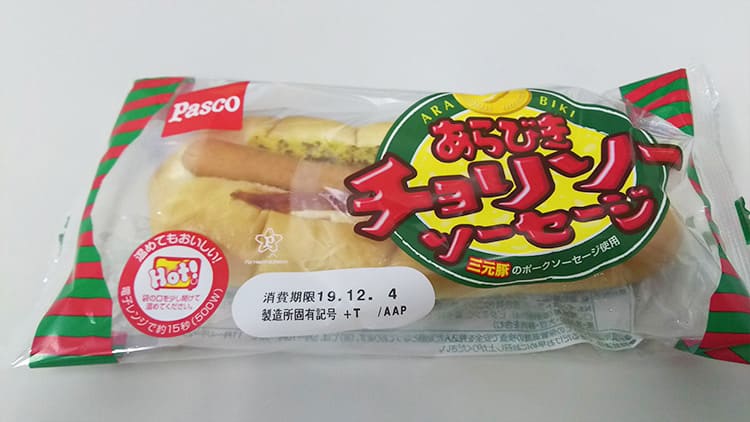 Pasco
ARA BIKI
あらびき
チョリソー
ソーセージ
三元豚のポークソーセージ使用
温めてもおいしい!
Hot!
袋の口を少し開けて
温めてください。
電子レンジで約15秒(500W)
消費期限19.12. 4
製造所固有記号 +T /AAP